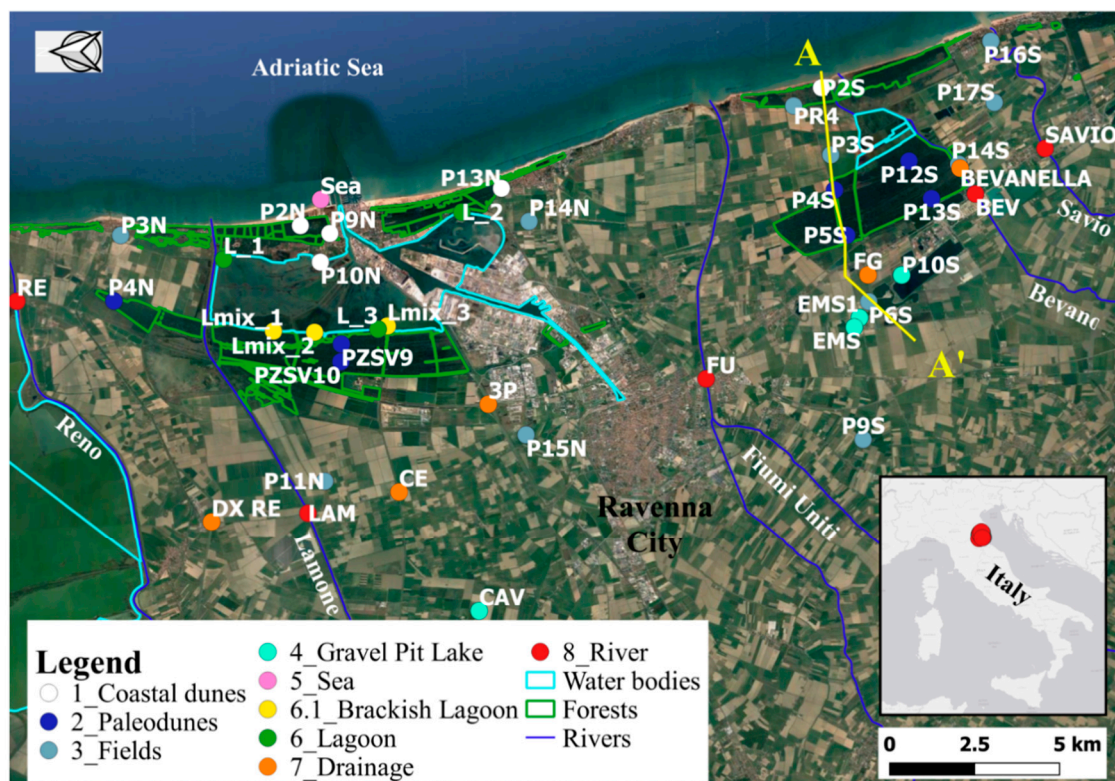 Adriatic Sea
A
P16S
P2S
P17S
PR4
P3S
SAVIO
P14S
P12S
Sea
P13N
P4S
BEVANELLA
P2N
P9N
L_2
P14N
P13S
BEV
Savio
P3N
P5S
L_1
P10N
FG
P10S
RE
P4N
Bevano
EMS1
P6S
Lmix_1
L_3
Lmix_3
EMS
Lmix_2
PZSV9
A'
PZSV10
FU
3P
Reno
P9S
P15N
P11N
CE
Fiumi Uniti
DX RE
LAM
Ravenna
City
Lamone
Italy
CAV
Legend
1_Coastal dunes
2_Paleodunes
3_Fields
4_Gravel Pit Lake
5_Sea
6.1_Brackish Lagoon
6_Lagoon
7_Drainage
8_River
Water bodies
Forests
Rivers
0 2.5 5 km